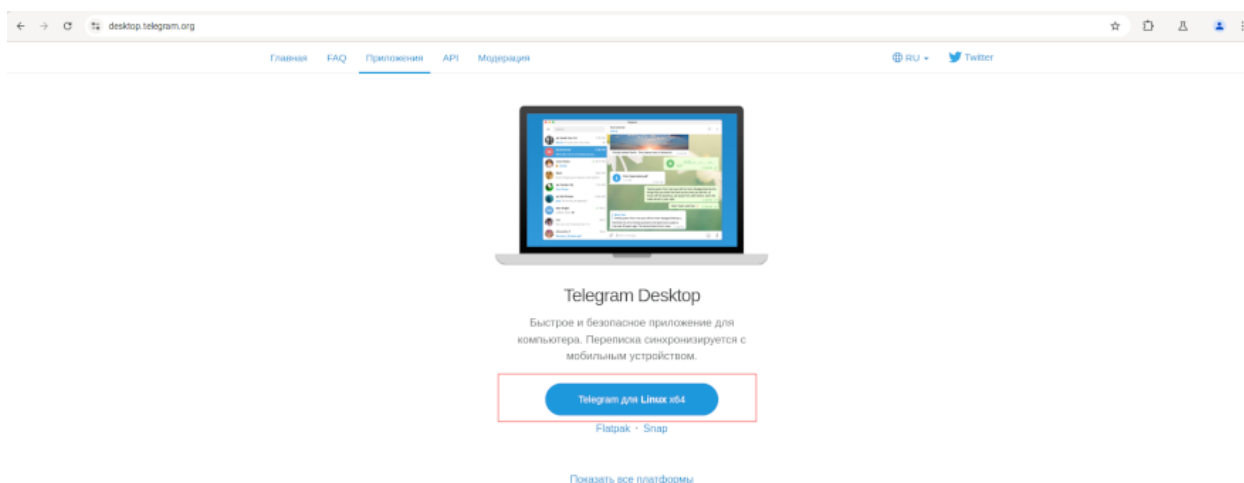 desktop.telegram.org
Главная FAQ Приложения API Модерация RU Twitter
Telegram Desktop
Быстрое и безопасное приложение для
компьютера. Переписка синхронизируется с
мобильным устройством.
Telegram для Linux x64
Flatpak · Snap
Показать все платформы